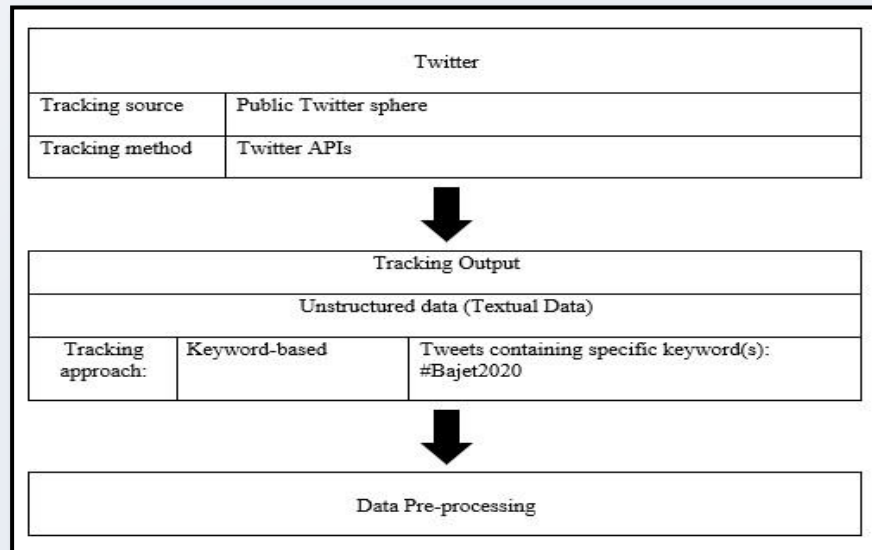 Twitter
Tracking source Public Twitter sphere
Tracking method Twitter APIs
Tracking Output
Unstructured data (Textual Data)
Tracking approach: Keyword-based Tweets containing specific keyword(s): #Bajet2020
Data Pre-processing